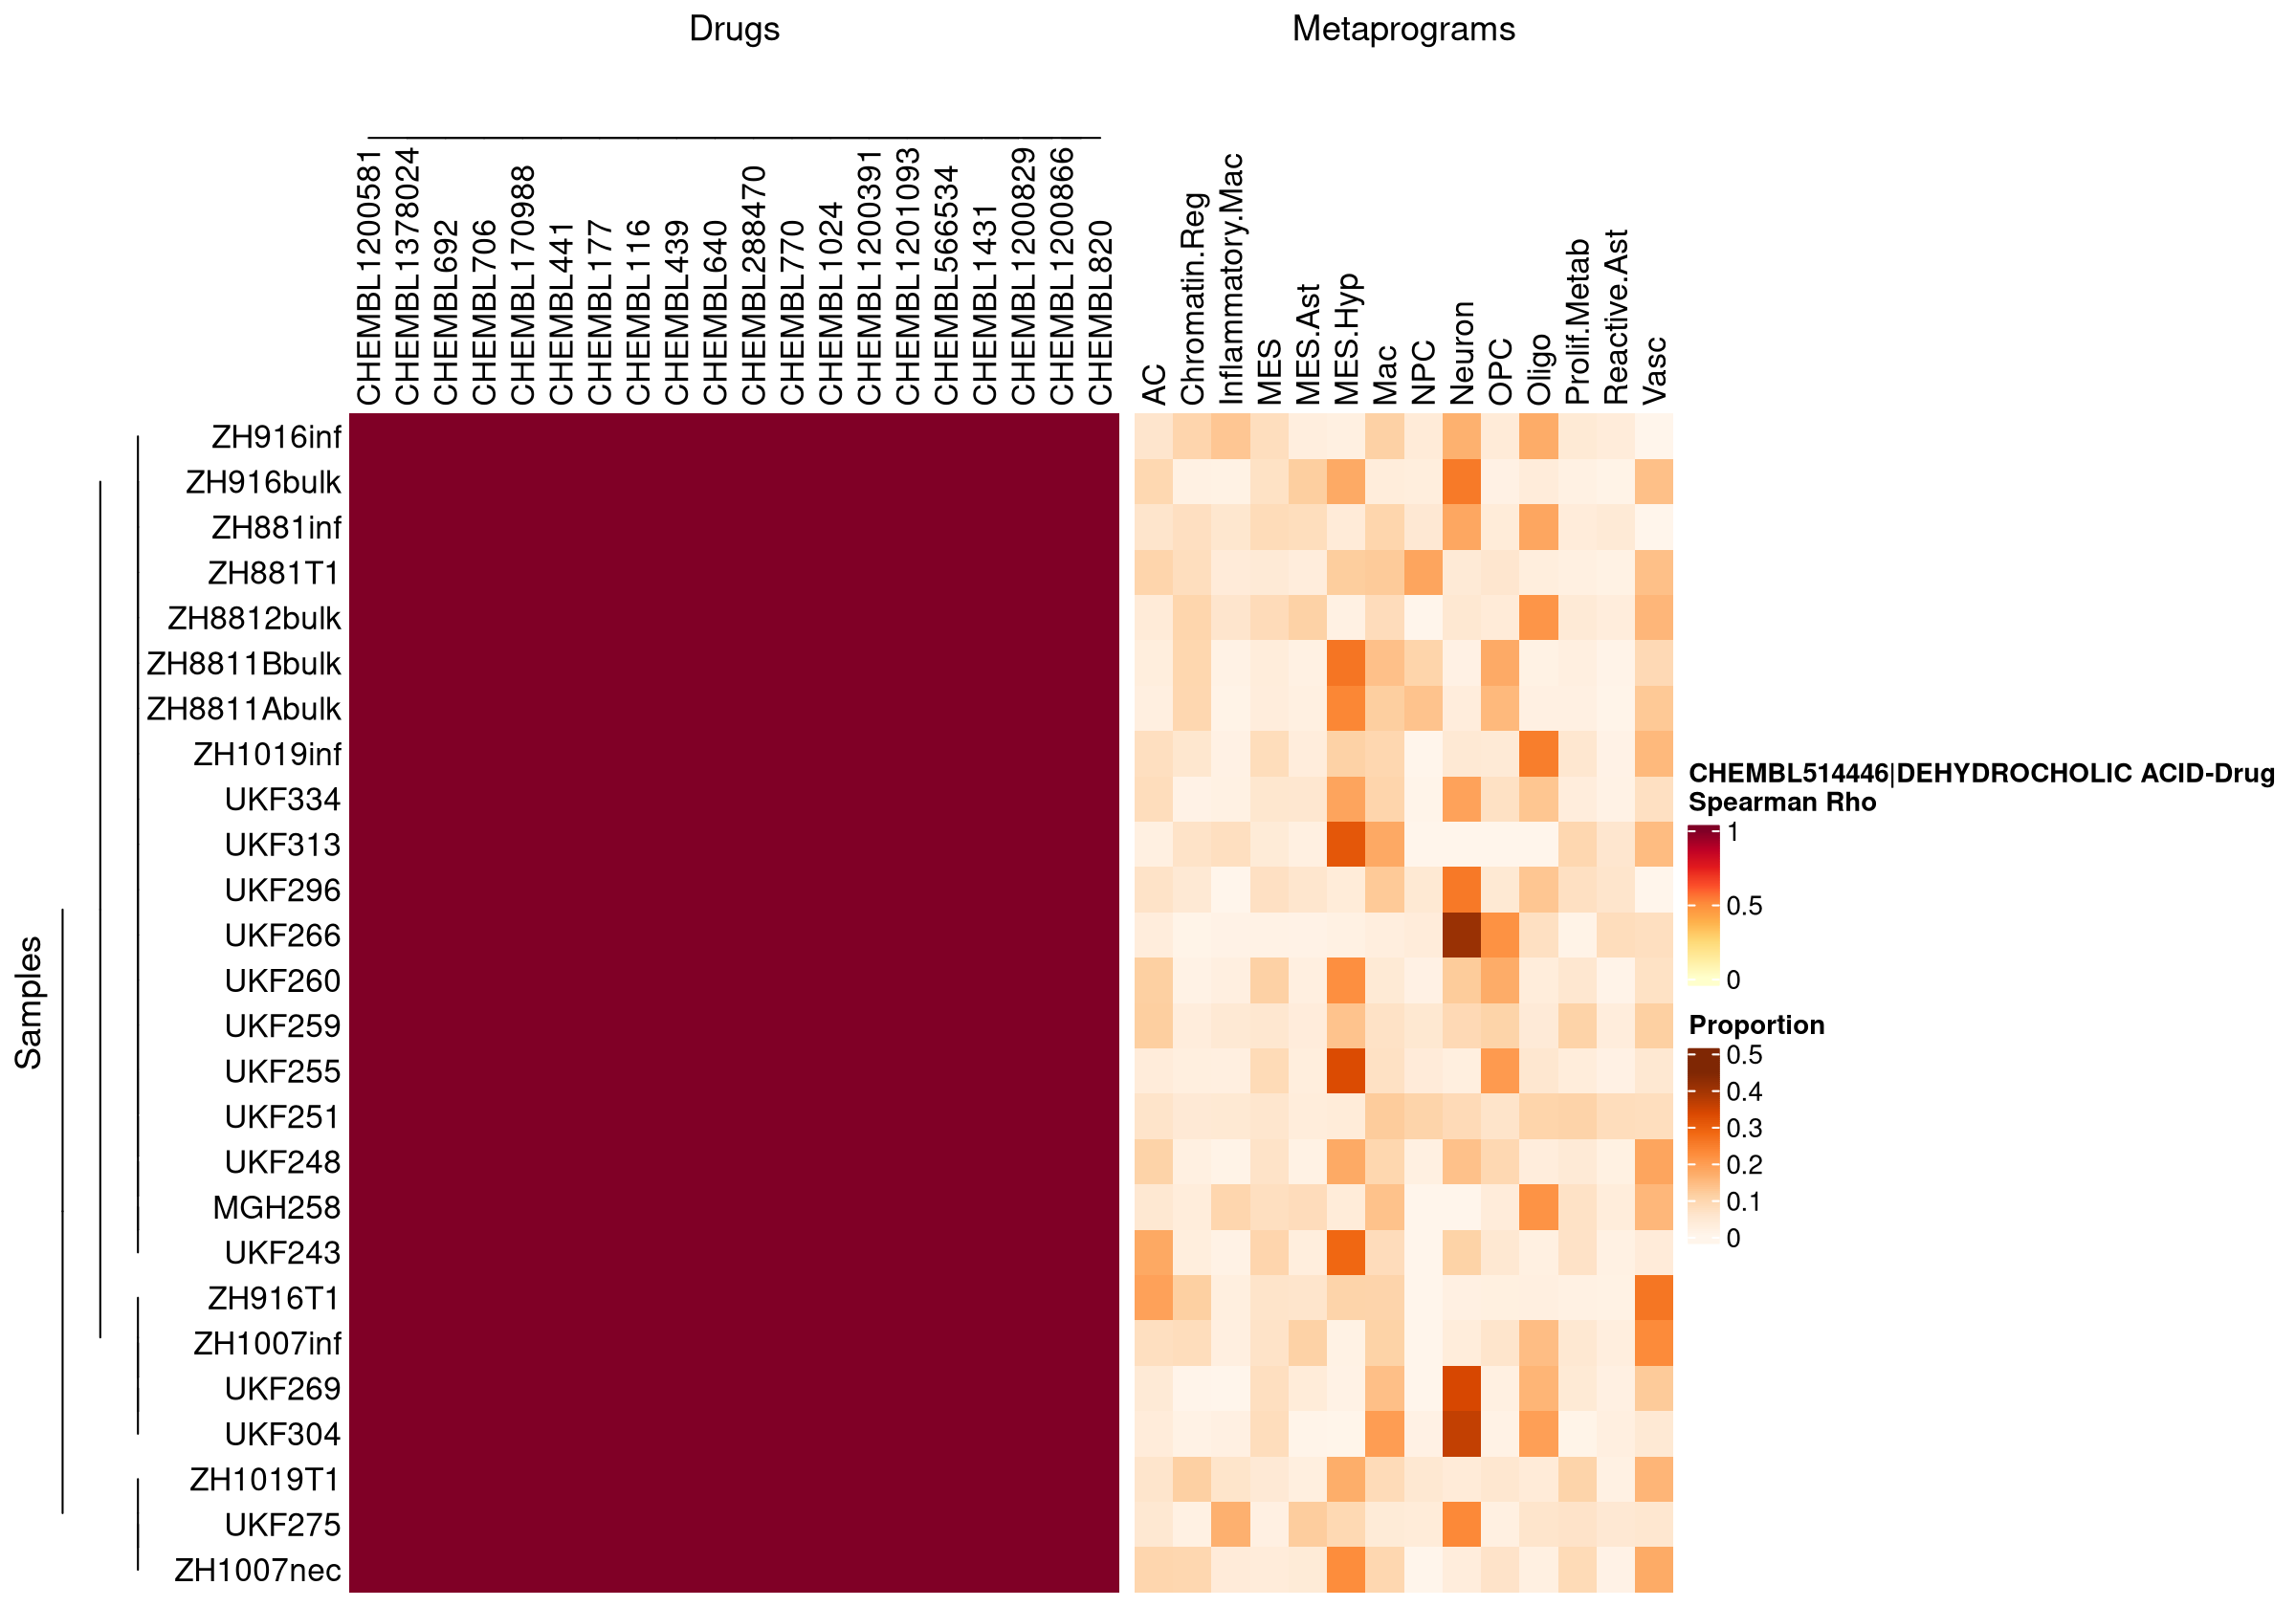 Drugs
Metaprograms
CHEMBL1200581
CHEMBL1378024
CHEMBL692
CHEMBL706
CHEMBL170988
CHEMBL441
CHEMBL177
CHEMBL116
CHEMBL439
CHEMBL640
CHEMBL288470
CHEMBL770
CHEMBL1024
CHEMBL1200391
CHEMBL1201093
CHEMBL566534
CHEMBL1431
CHEMBL1200829
CHEMBL1200866
CHEMBL820
AC
Chromatin.Reg
Inflammatory.Mac
MES
MES.Ast
MES.Hyp
Mac
NPC
Neuron
OPC
Oligo
Prolif.Metab
Reactive.Ast
Vasc
Samples
ZH916inf
ZH916bulk
ZH881inf
ZH881T1
ZH8812bulk
ZH8811Bbulk
ZH8811Abulk
ZH1019inf
UKF334
UKF313
UKF296
UKF266
UKF260
UKF259
UKF255
UKF251
UKF248
MGH258
UKF243
ZH916T1
ZH1007inf
UKF269
UKF304
ZH1019T1
UKF275
ZH1007nec
CHEMBL514446|DEHYDROCHOLIC ACID-Drug
Spearman Rho
1
0.5
0
Proportion
0.5
0.4
0.3
0.2
0.1
0